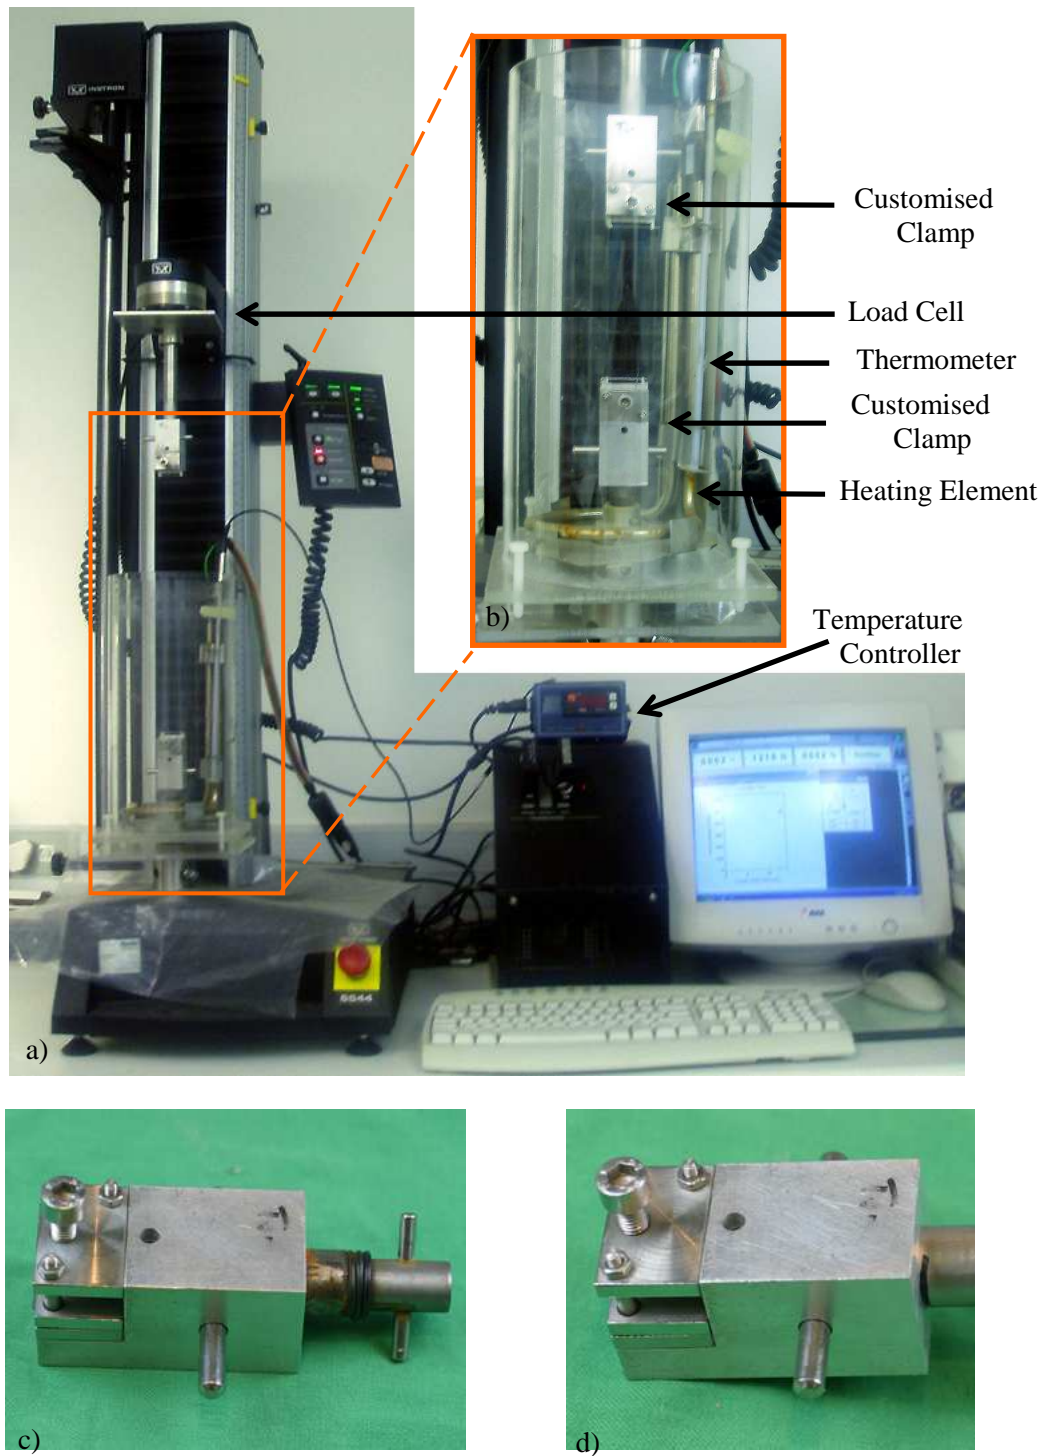 INSTRON
Customised
Clamp
Load Cell
Thermometer
Customised
Clamp
Heating Element
b)
Temperature
Controller
5544
a)
c)
d)